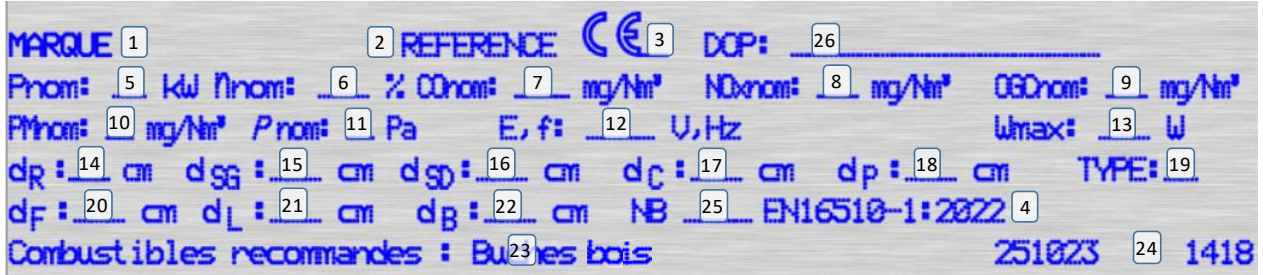 MARQUE 1 2 REFERENCE CE 3 DOP: 26
Pnom: 5 kW ηnom: 6 % COnom: 7 mg/Nm³ NOxnom: 8 mg/Nm³ OGCnom: 9 mg/Nm³
PMnom: 10 mg/Nm³ Pnom: 11 Pa E,f: 12 V,Hz Wmax: 13 W
dR: 14 cm dSG: 15 cm dSD: 16 cm dC: 17 cm dP: 18 cm TYPE: 19
dF: 20 cm dL: 21 cm dB: 22 cm NB 25 EN16510-1:2022 4
Combustibles recommandes : 23 bois 251023 24 1418